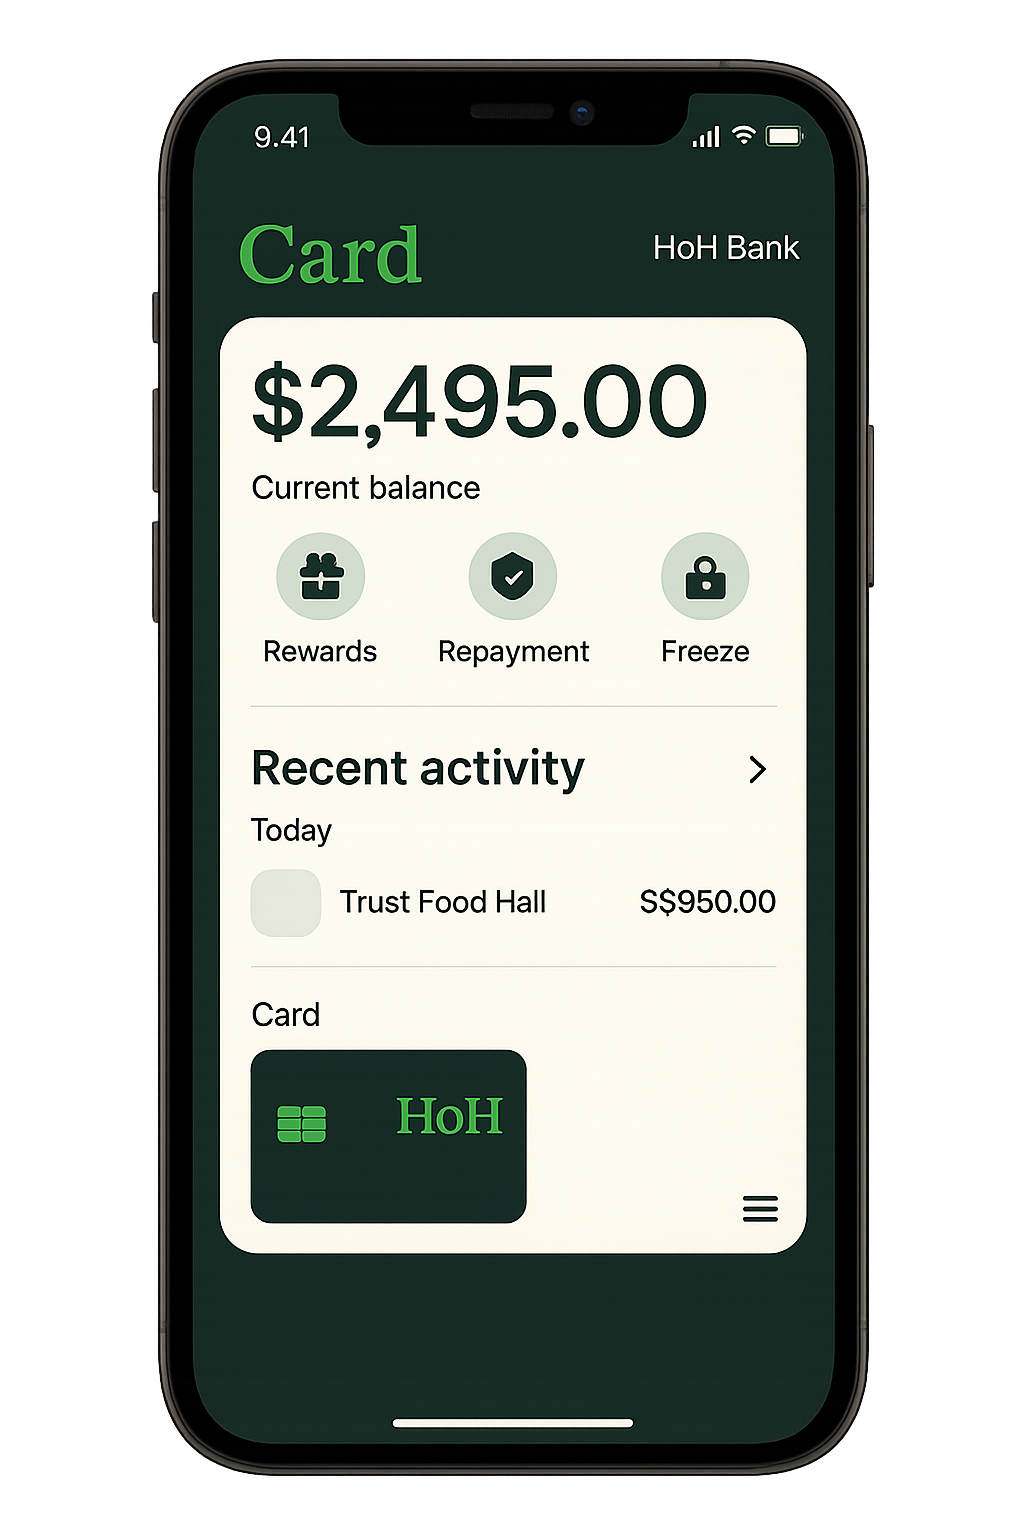 9.41
Card
HoH Bank
$2,495.00
Current balance
Rewards Repayment Freeze
Recent activity
Today
Trust Food Hall S$950.00
Card
HoH